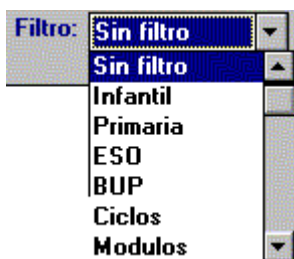 Filtro: Sin filtro
Sin filtro
Infantil
Primaria
ESO
BUP
Ciclos
Modulos